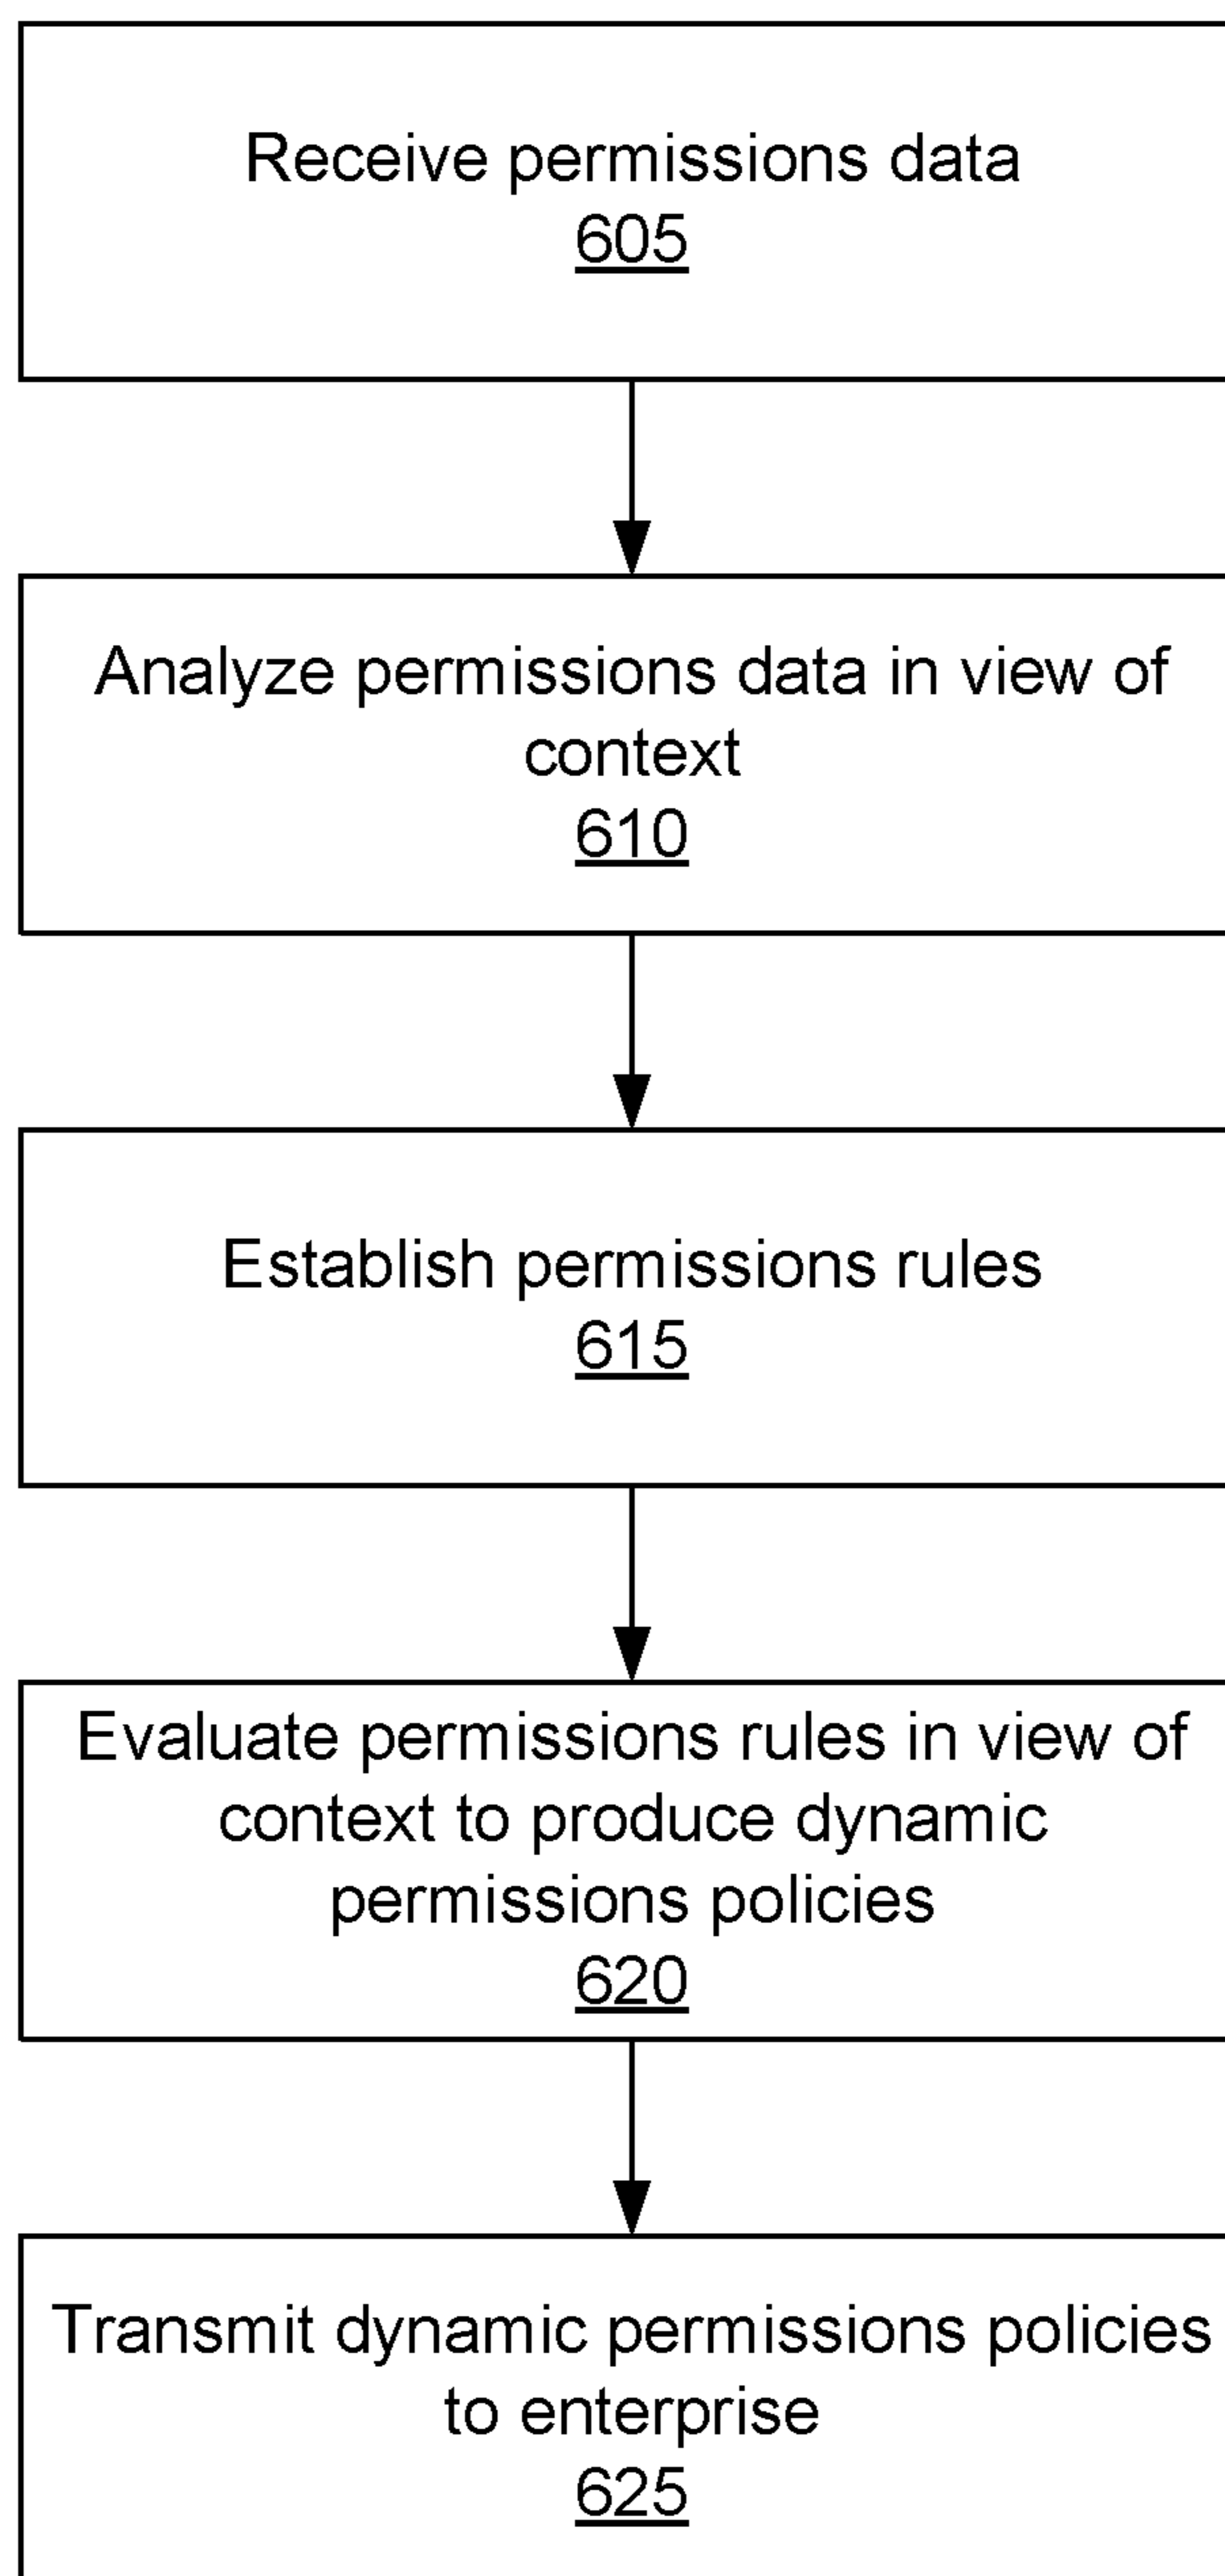 Receive permissions data
605
Analyze permissions data in view of
context
610
Establish permissions rules
615
Evaluate permissions rules in view of
context to produce dynamic
permissions policies
620
Transmit dynamic permissions policies
to enterprise
625